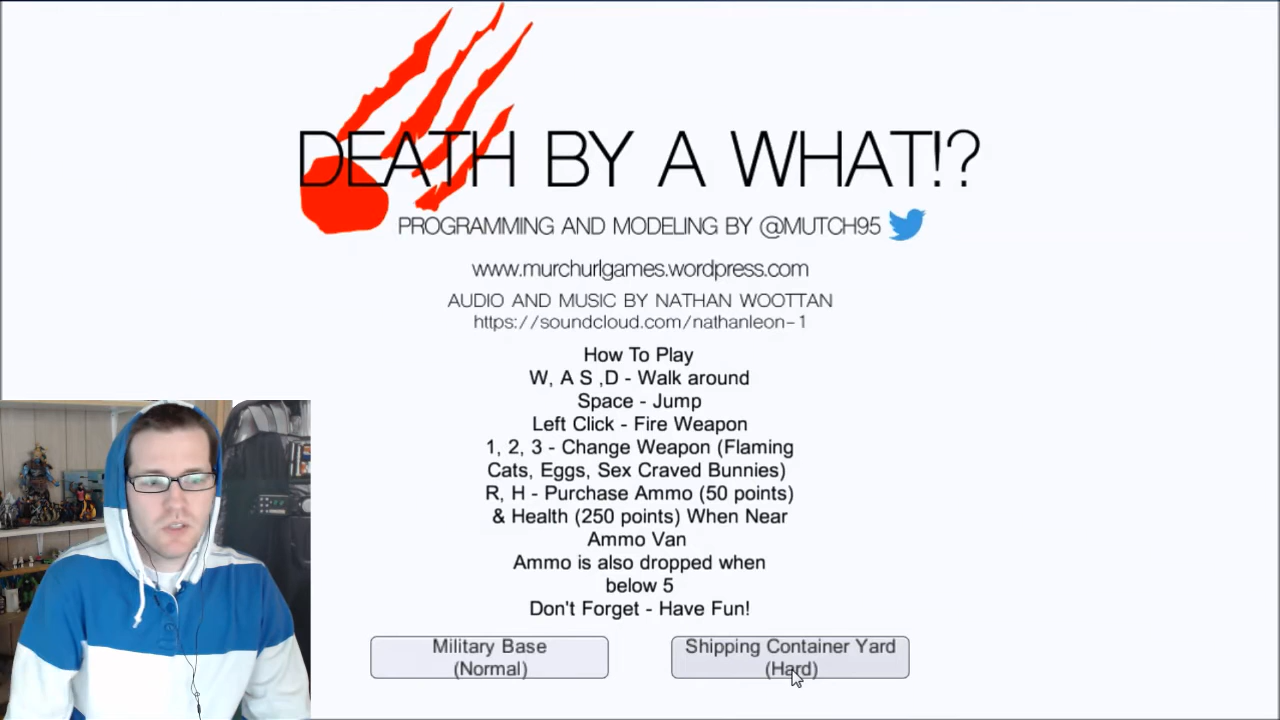 DEATH BY A WHAT!?
PROGRAMMING AND MODELING BY @MUTCH95
www.murchurlgames.wordpress.com
AUDIO AND MUSIC BY NATHAN WOOTTAN
https://soundcloud.com/nathanleon-1
How To Play
W, A S ,D - Walk around
Space - Jump
Left Click - Fire Weapon
1, 2, 3 - Change Weapon (Flaming
Cats, Eggs, Sex Craved Bunnies)
R, H - Purchase Ammo (50 points)
& Health (250 points) When Near
Ammo Van
Ammo is also dropped when
below 5
Don't Forget - Have Fun!
Military Base
(Normal)
Shipping Container Yard
(Hard)